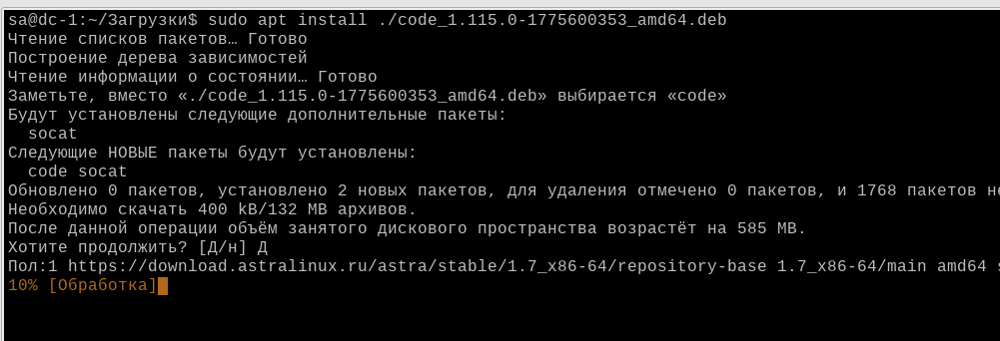 sa@dc-1:~/Загрузки$ sudo apt install ./code_1.115.0-1775600353_amd64.deb
Чтение списков пакетов… Готово
Построение дерева зависимостей
Чтение информации о состоянии… Готово
Заметьте, вместо «./code_1.115.0-1775600353_amd64.deb» выбирается «code»
Будут установлены следующие дополнительные пакеты:
  socat
Следующие НОВЫЕ пакеты будут установлены:
  code socat
Обновлено 0 пакетов, установлено 2 новых пакетов, для удаления отмечено 0 пакетов, и 1768 пакетов
Необходимо скачать 400 kB/132 MB архивов.
После данной операции объём занятого дискового пространства возрастёт на 585 MB.
Хотите продолжить? [Д/н] Д
Пол:1 https://download.astralinux.ru/astra/stable/1.7_x86-64/repository-base 1.7_x86-64/main amd64
10% [Обработка]